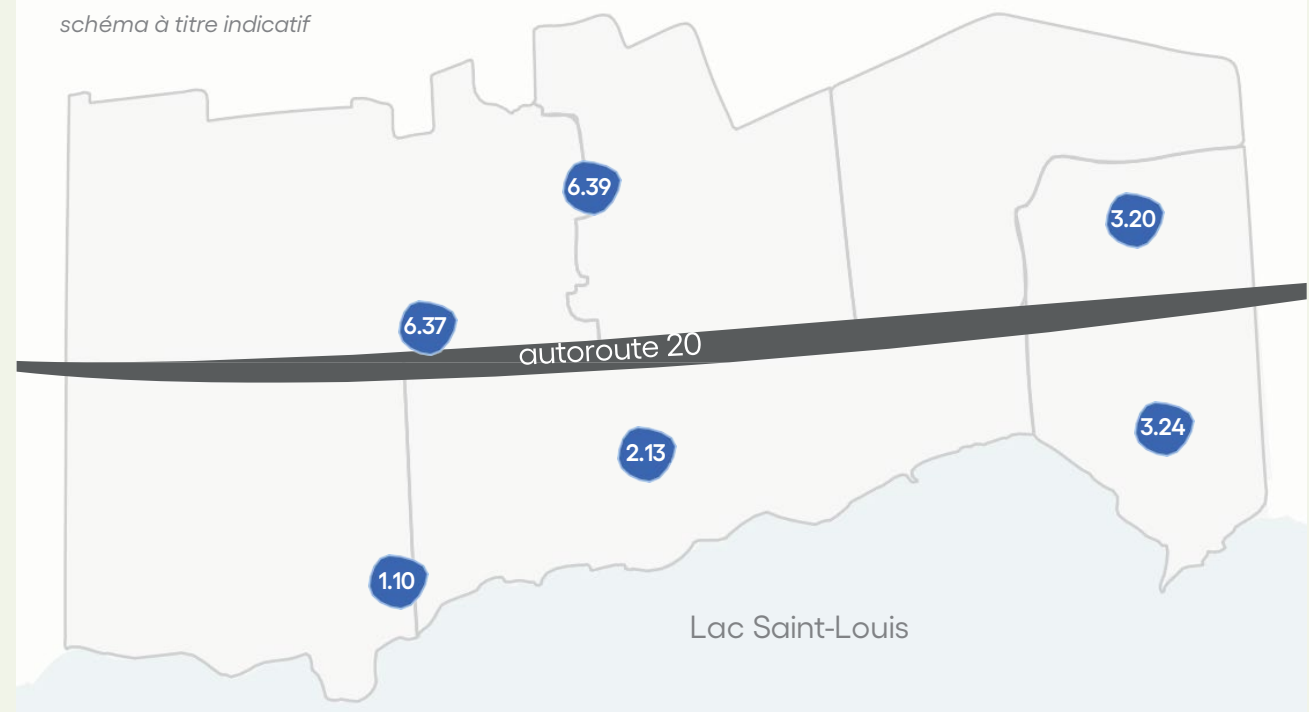 schéma à titre indicatif
6.39
3.20
6.37
autoroute 20
2.13
3.24
1.10
Lac Saint-Louis